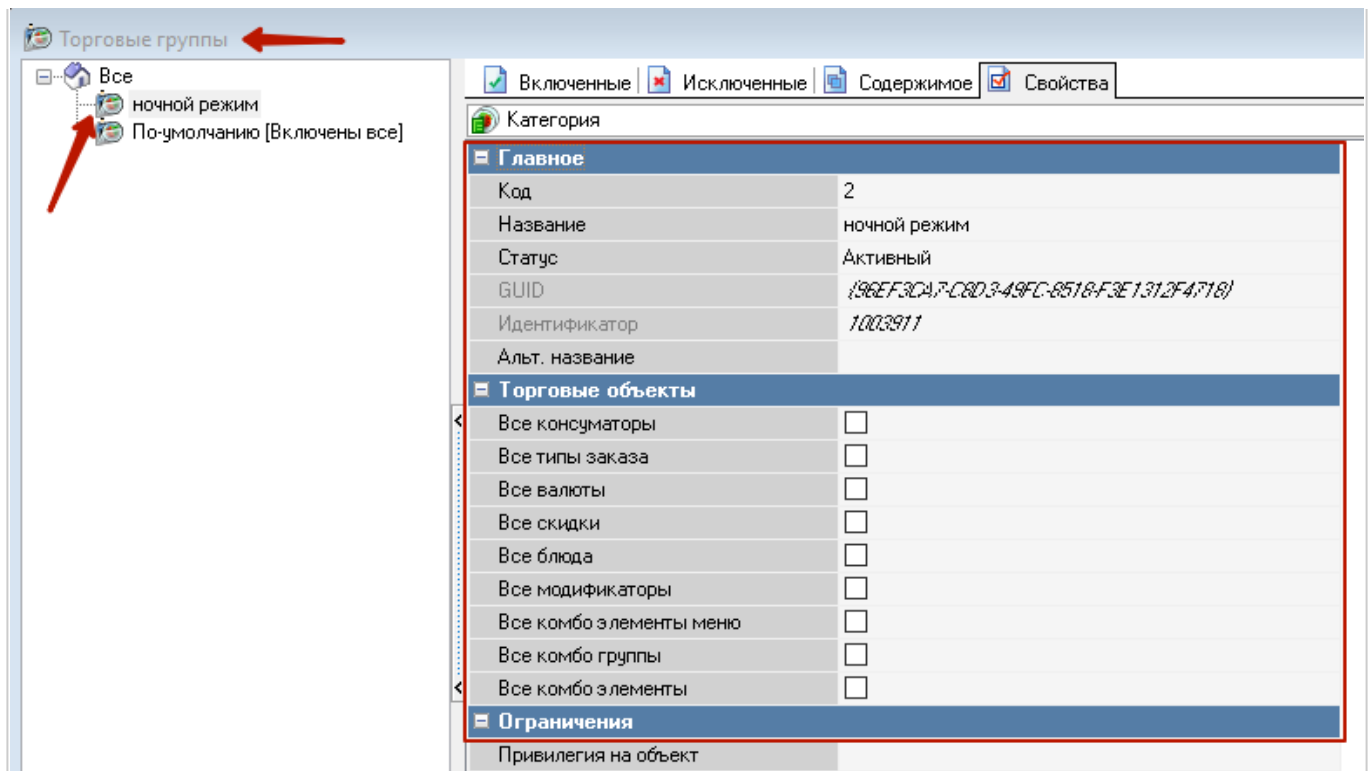 Торговые группы
Все
ночной режим
По-умолчанию [Включены все]
Включенные Исключенные Содержимое Свойства
Категория
Главное
Код 2
Название ночной режим
Статус Активный
GUID {96EF3CA7-C8D3-49FC-8518-F3E1312F4718}
Идентификатор 1003911
Альт. название
Торговые объекты
Все консуматоры
Все типы заказа
Все валюты
Все скидки
Все блюда
Все модификаторы
Все комбо элементы меню
Все комбо группы
Все комбо элементы
Ограничения
Привилегия на объект